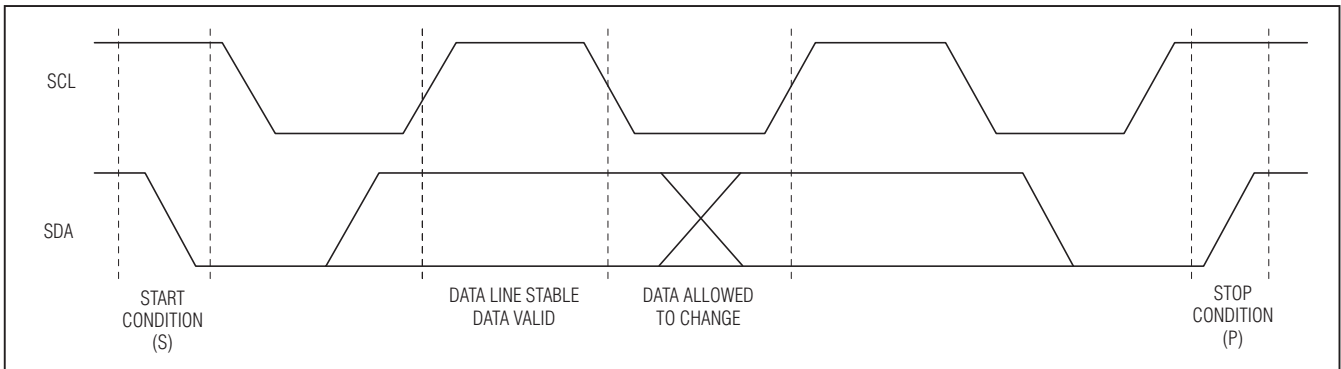 SCL
SDA
START
CONDITION
(S)
DATA LINE STABLE
DATA VALID
DATA ALLOWED
TO CHANGE
STOP
CONDITION
(P)